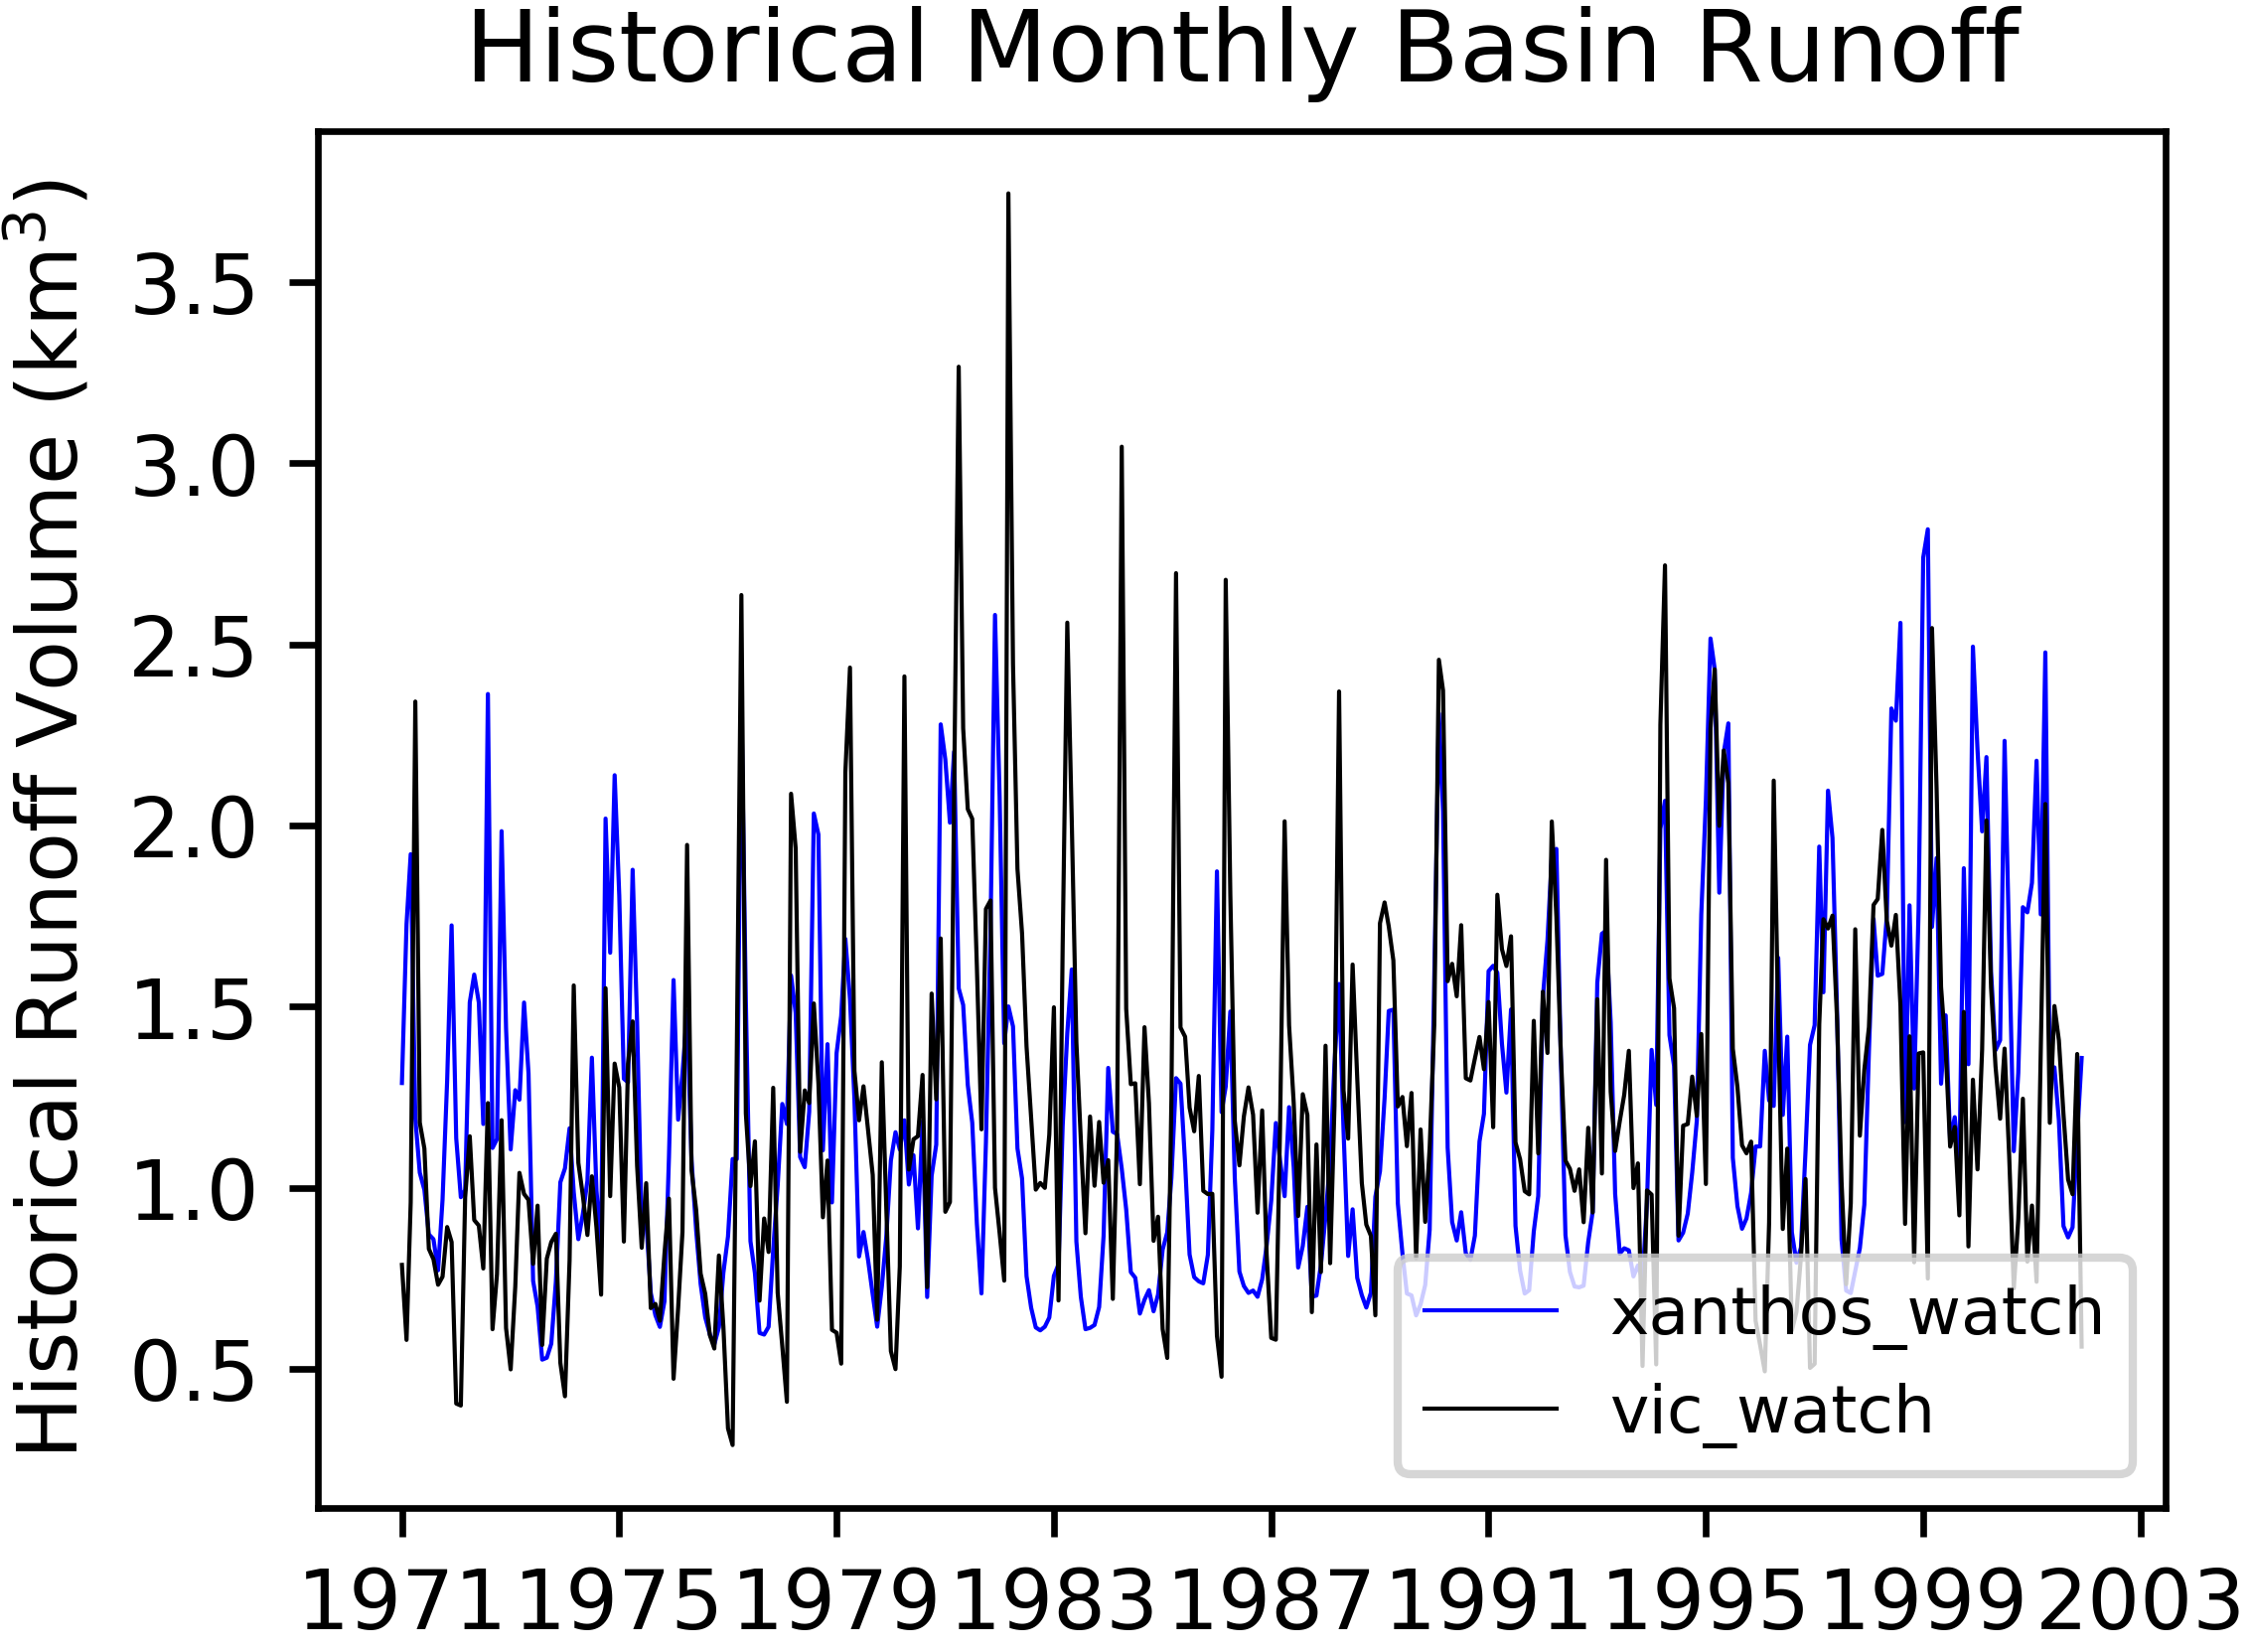 Historical Monthly Basin Runoff
Historical Runoff Volume (km³)
3.5
3.0
2.5
2.0
1.5
1.0
0.5
xanthos_watch
vic_watch
1971 1975 1979 1983 1987 1991 1995 1999 2003